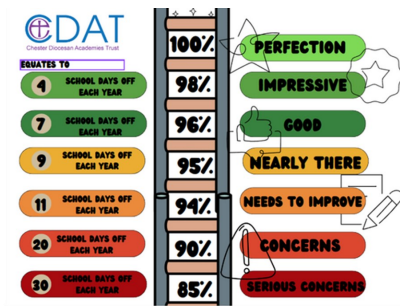 CDAT
Chester Diocesan Academies Trust
EQUATES TO
100%
PERFECTION
4 SCHOOL DAYS OFF
EACH YEAR
98%
IMPRESSIVE
7 SCHOOL DAYS OFF
EACH YEAR
96%
GOOD
9 SCHOOL DAYS OFF
EACH YEAR
95%
NEARLY THERE
11 SCHOOL DAYS OFF
EACH YEAR
94%
NEEDS TO IMPROVE
20 SCHOOL DAYS OFF
EACH YEAR
90%
CONCERNS
30 SCHOOL DAYS OFF
EACH YEAR
85%
SERIOUS CONCERNS